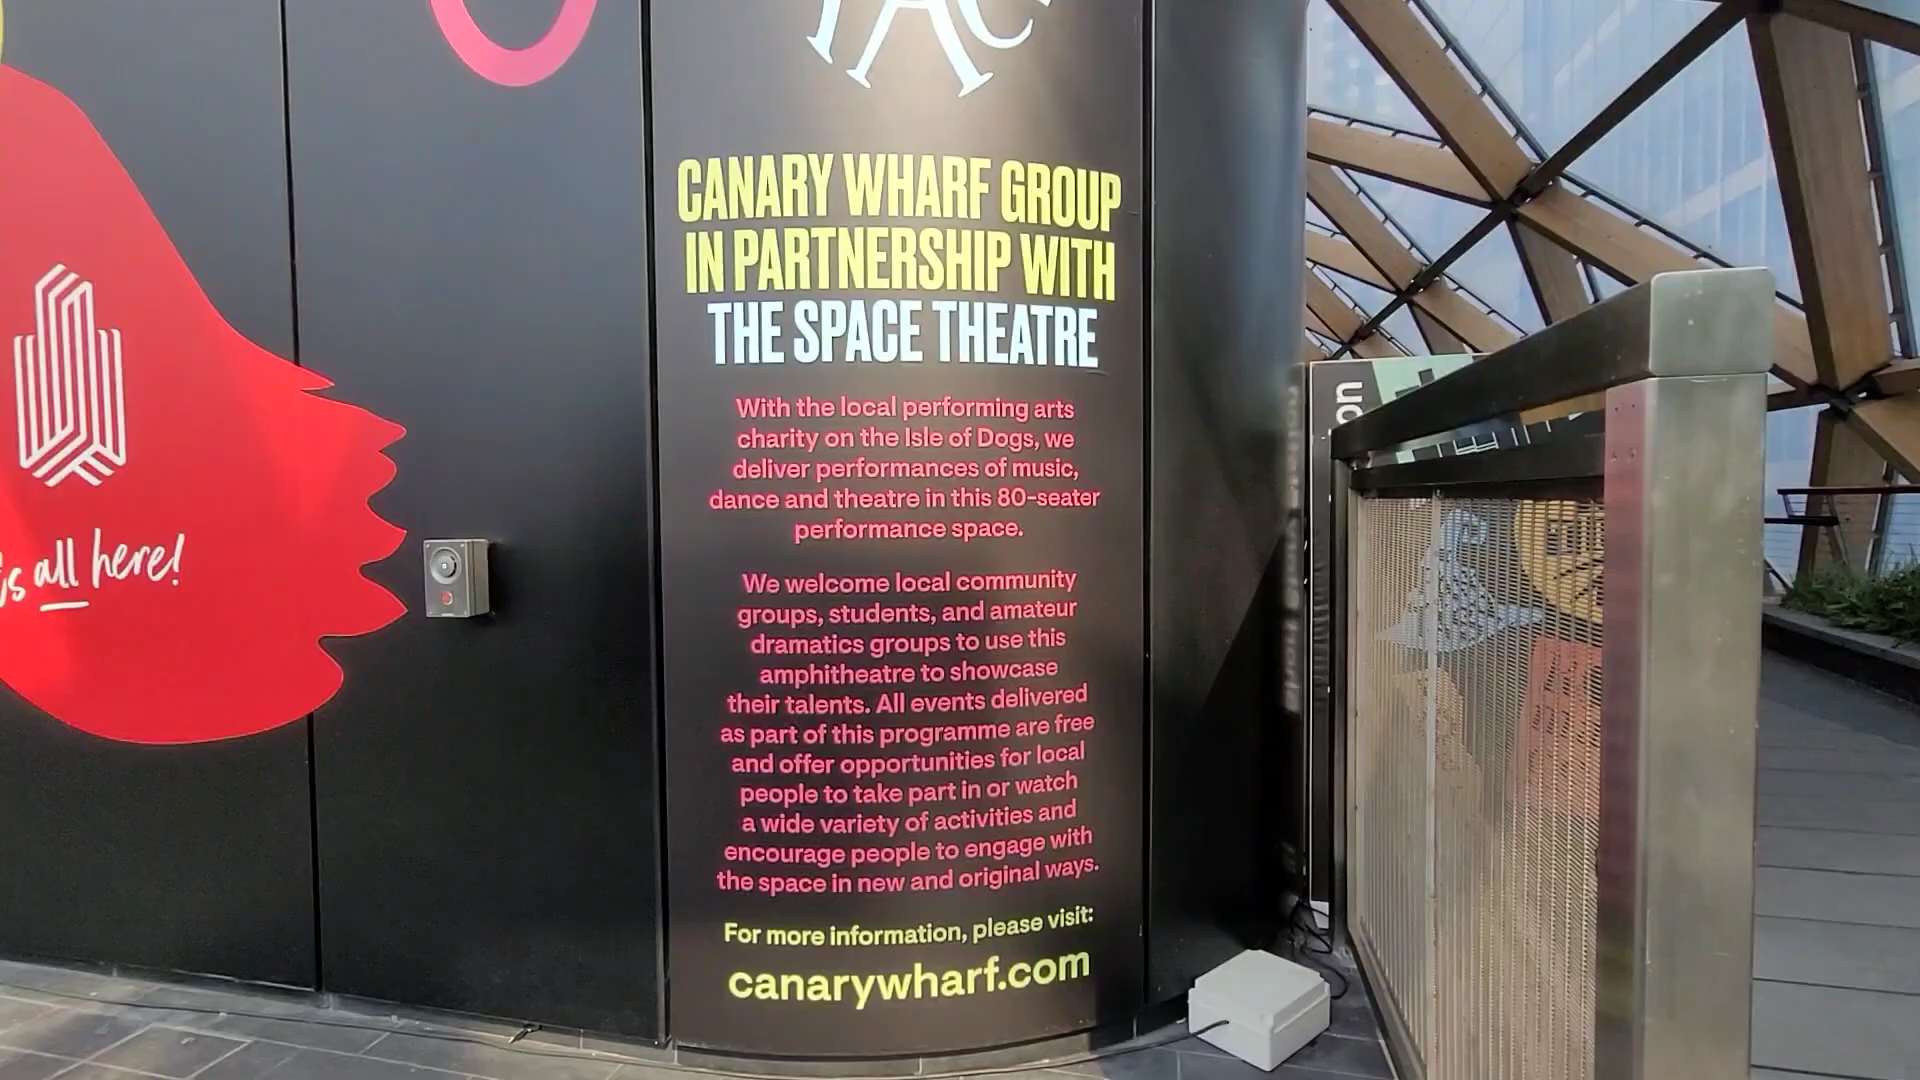 CANARY WHARF GROUP
IN PARTNERSHIP WITH
THE SPACE THEATRE
With the local performing arts
charity on the Isle of Dogs, we
deliver performances of music,
dance and theatre in this 80-seater
performance space.
We welcome local community
groups, students, and amateur
dramatics groups to use this
amphitheatre to showcase
their talents. All events delivered
as part of this programme are free
and offer opportunities for local
people to take part in or watch
a wide variety of activities and
encourage people to engage with
the space in new and original ways.
For more information, please visit:
canarywharf.com
all here!